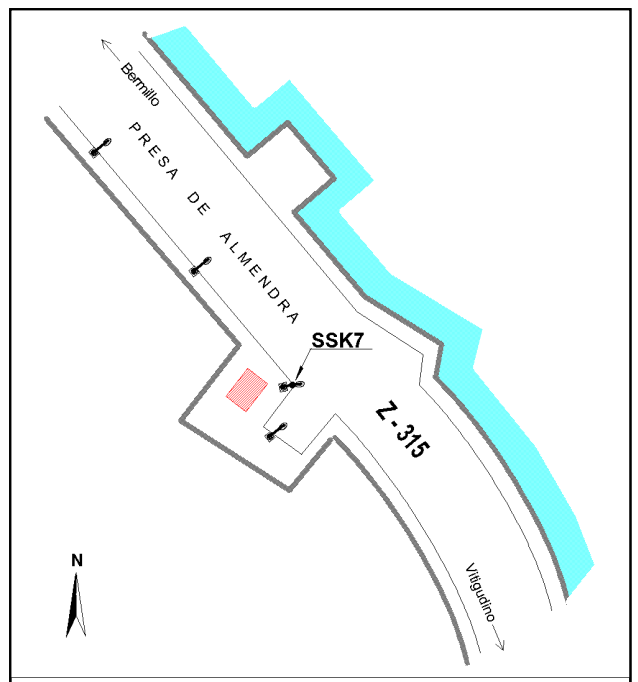 Bermillo
PRESA DE ALMENDRA
SSK7
Z - 315
N
Vitigudino